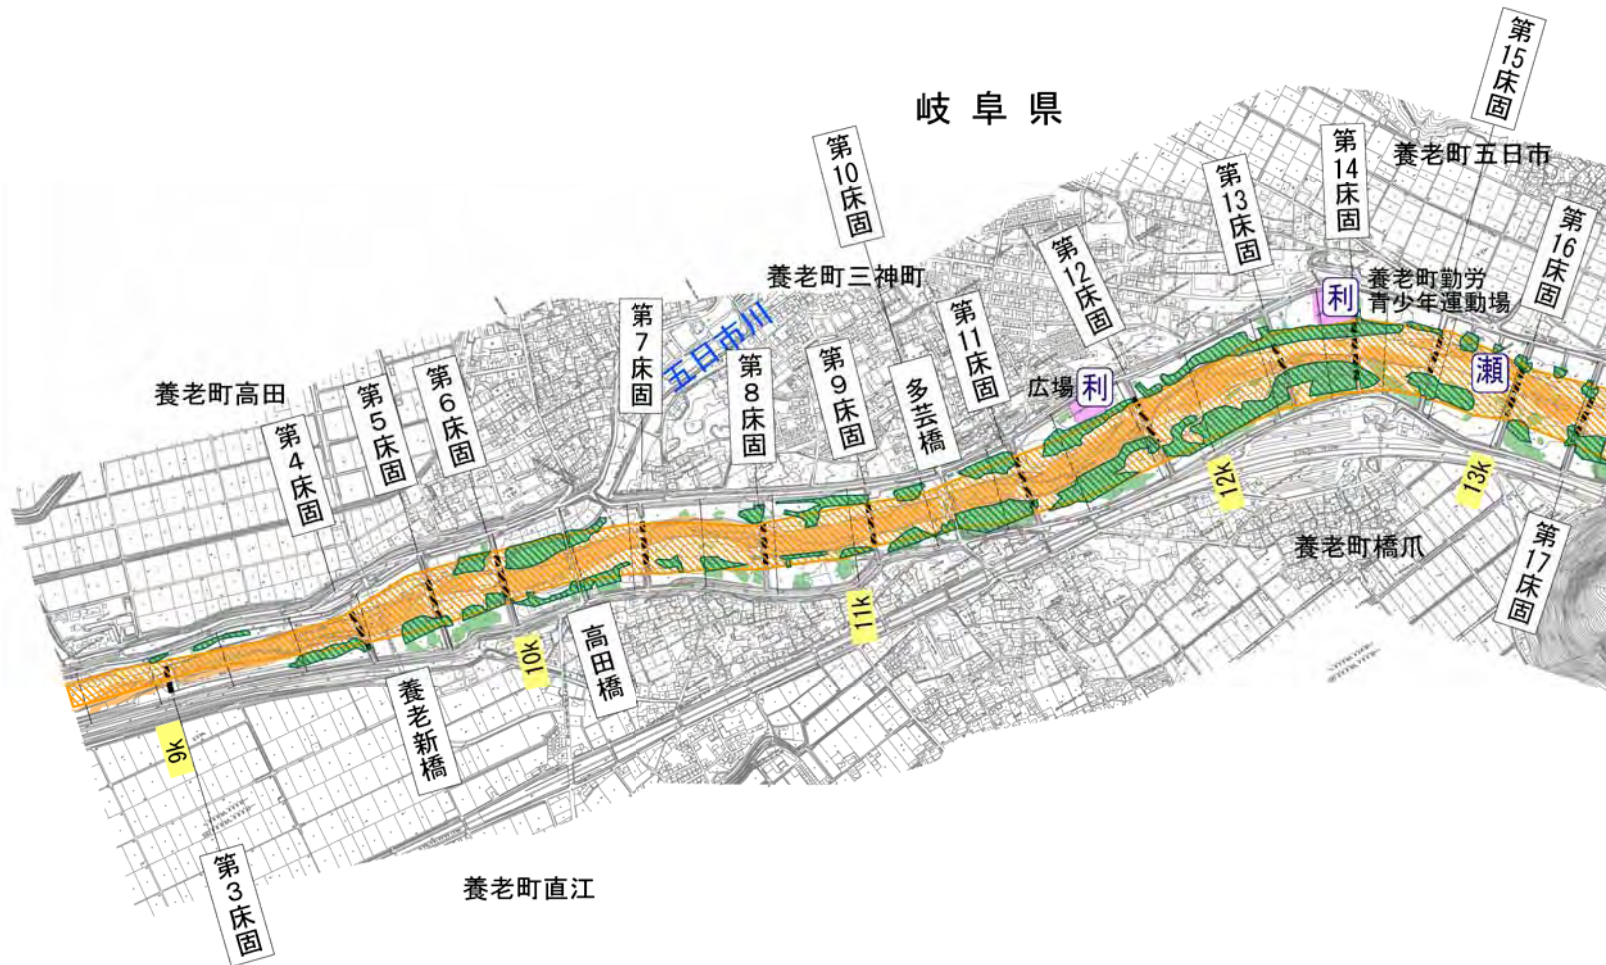 岐阜県
第15床固
養老町五日市
第14床固
第10床固
第13床固
第16床固
第12床固
養老町三神町
利
養老町勤労
青少年運動場
第7床固
五日市川
第11床固
第9床固
第8床固
多芸橋
広場
利
瀬
第6床固
第5床固
養老町高田
第4床固
12k
13k
養老町橋爪
第17床固
11k
10k
高田橋
養老新橋
9k
第3床固
養老町直江